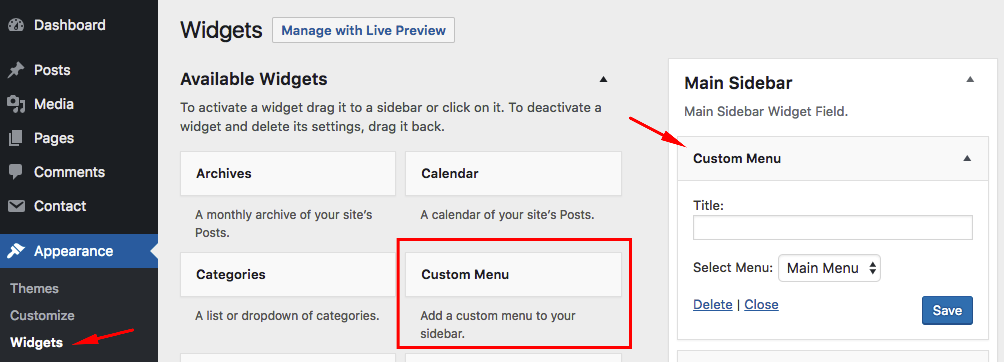 Dashboard
Posts
Media
Pages
Comments
Contact
Appearance
Themes
Customize
Widgets
Widgets
Manage with Live Preview
Available Widgets
To activate a widget drag it to a sidebar or click on it. To deactivate a
widget and delete its settings, drag it back.
Archives
A monthly archive of your site's
Posts.
Calendar
A calendar of your site's Posts.
Categories
A list or dropdown of categories.
Custom Menu
Add a custom menu to your
sidebar.
Main Sidebar
Main Sidebar Widget Field.
Custom Menu
Title:
Select Menu: Main Menu
Delete | Close
Save